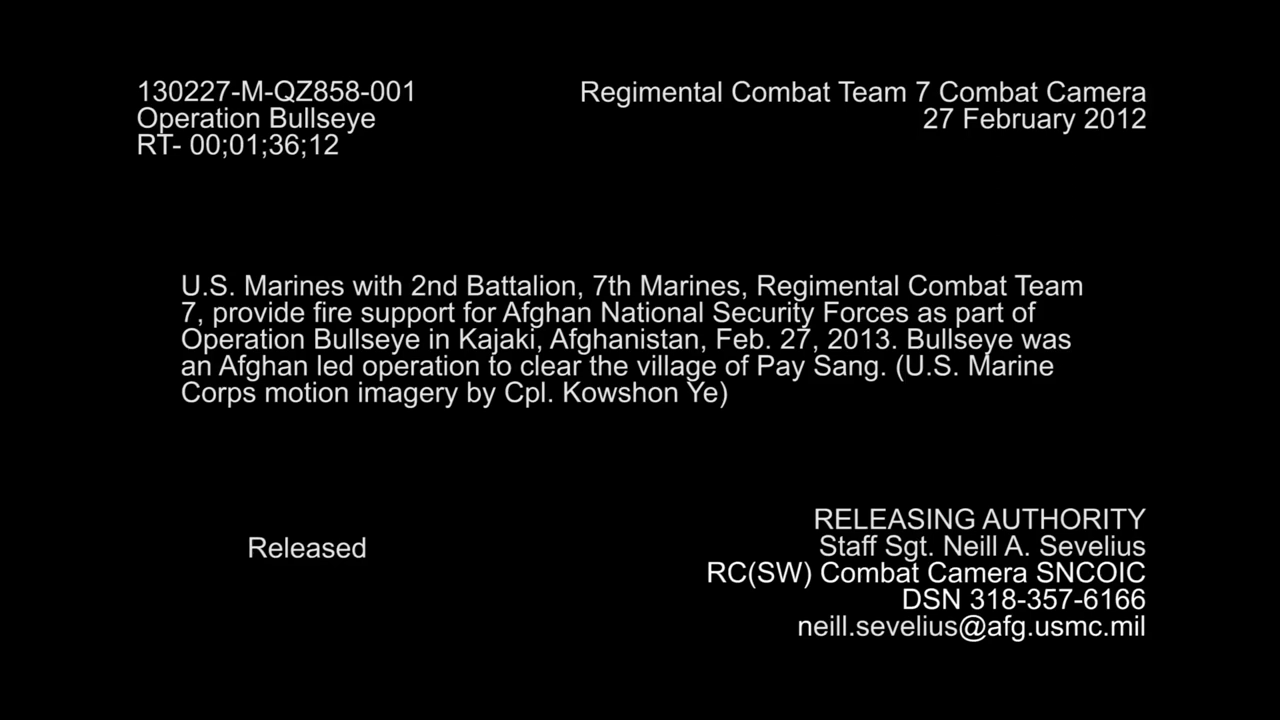 130227-M-QZ858-001
Operation Bullseye
RT- 00;01;36;12
Regimental Combat Team 7 Combat Camera
27 February 2012
U.S. Marines with 2nd Battalion, 7th Marines, Regimental Combat Team
7, provide fire support for Afghan National Security Forces as part of
Operation Bullseye in Kajaki, Afghanistan, Feb. 27, 2013. Bullseye was
an Afghan led operation to clear the village of Pay Sang. (U.S. Marine
Corps motion imagery by Cpl. Kowshon Ye)
Released
RELEASING AUTHORITY
Staff Sgt. Neill A. Sevelius
RC(SW) Combat Camera SNCOIC
DSN 318-357-6166
neill.sevelius@afg.usmc.mil